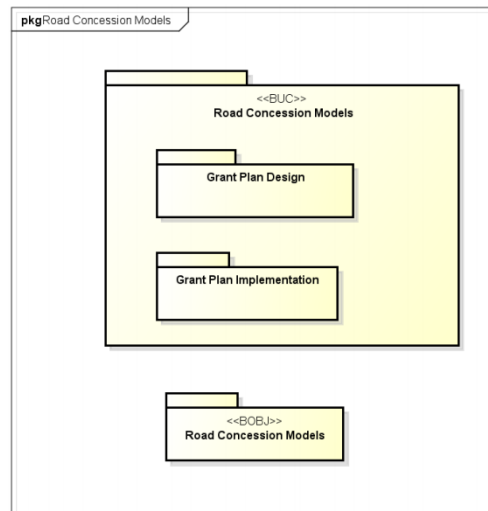 pkgRoad Concession Models
<<BUC>>
Road Concession Models
Grant Plan Design
Grant Plan Implementation
<<BOBJ>>
Road Concession Models